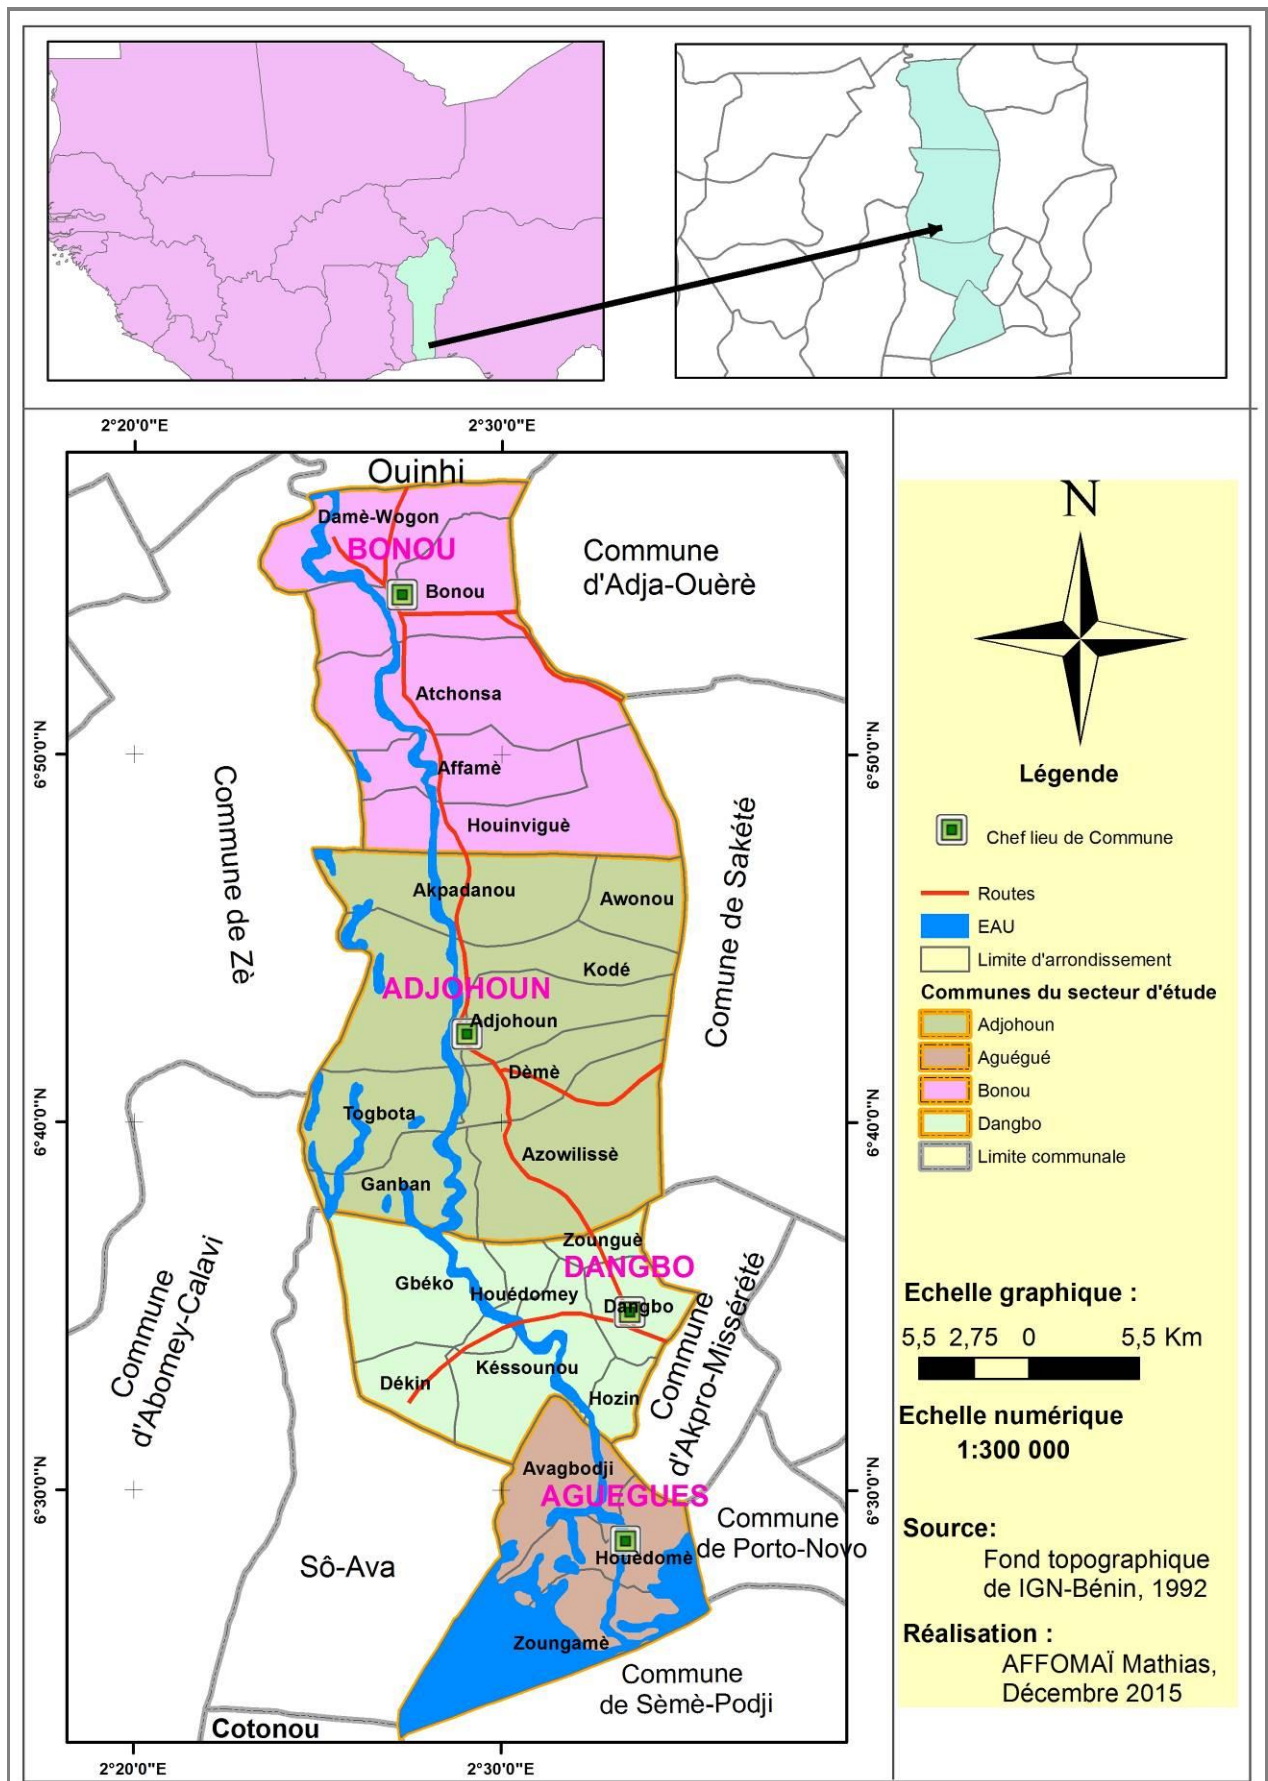 2°20'0"E
2°30'0"E
Ouinhi
Damè-Wogon
BONOU
Bonou
Commune
d'Adja-Ouèrè
Atchonsa
6°50'0"N
6°50'0"N
Affamè
Houinviguè
Commune de Zè
Comune de Sakété
Akpadanou
Awonou
Kodé
ADJOHOUN
Adjohoun
Dèmè
Togbota
6°40'0"N
6°40'0"N
Azowilissè
Ganban
Zounguè
DANGBO
Gbéko
Houédomey
Dangbo
Commune
d'Abomey-Calavi
Commune
d'Akpro-Missérété
Késsounou
Dékin
Hozin
Avagbodji
6°30'0"N
6°30'0"N
AGUEGUES
Commune
de Porto-Novo
Houèdomè
Sô-Ava
Zoungamè
Commune
de Sèmè-Podji
Cotonou
2°20'0"E
2°30'0"E
N
Légende
Chef lieu de Commune
Routes
EAU
Limite d'arrondissement
Communes du secteur d'étude
Adjohoun
Aguégué
Bonou
Dangbo
Limite communale
Echelle graphique :
5,5 2,75 0 5,5 Km
Echelle numérique
1:300 000
Source:
Fond topographique
de IGN-Bénin, 1992
Réalisation :
AFFOMAÏ Mathias,
Décembre 2015